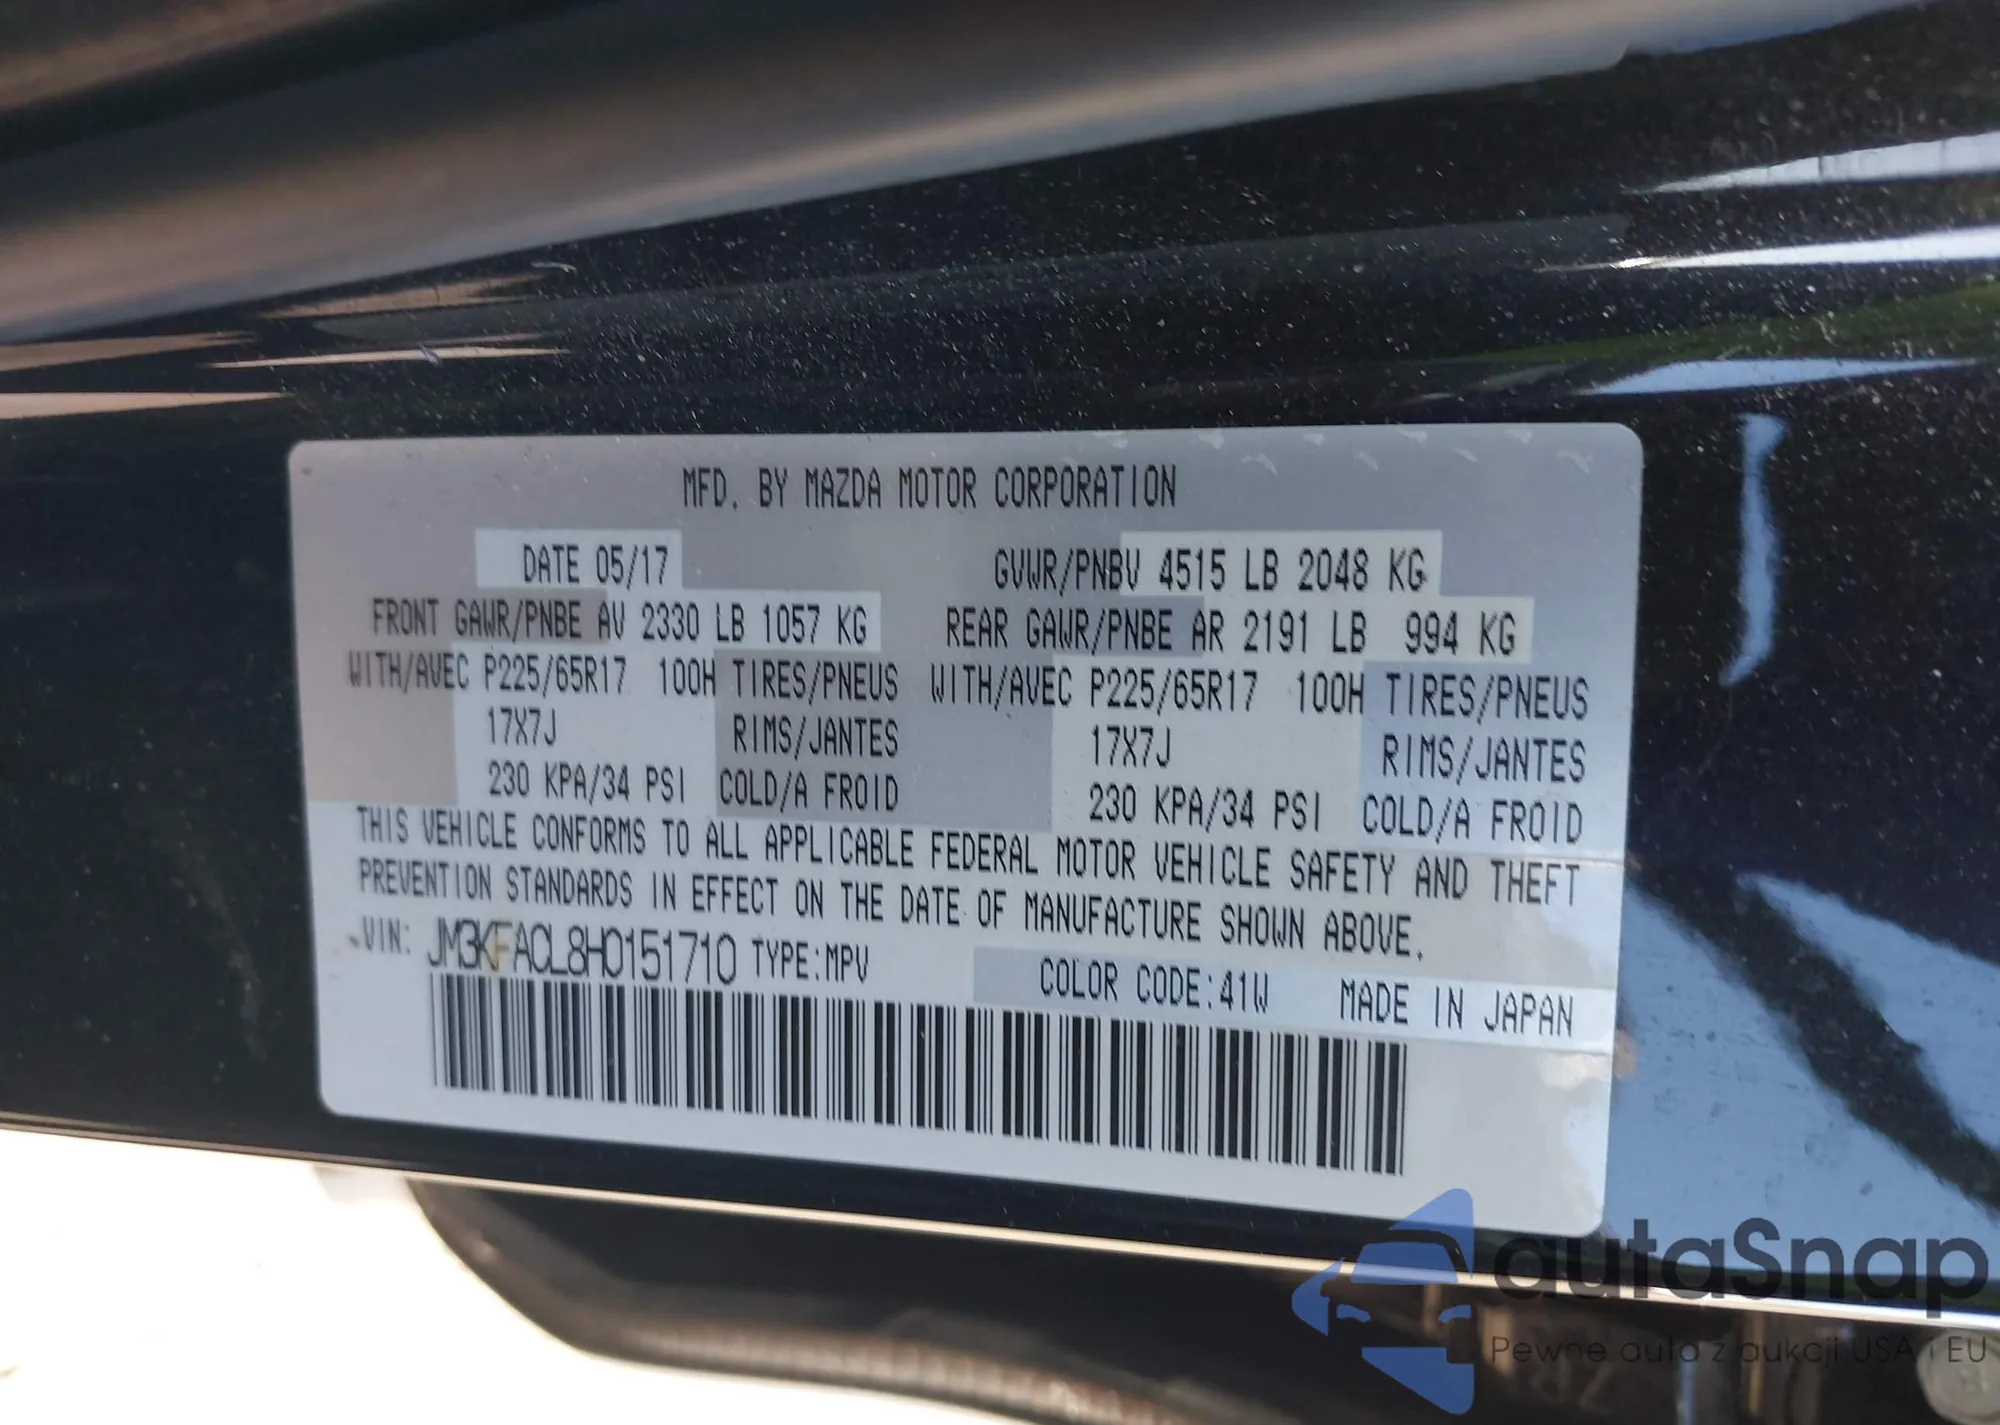 MFD. BY MAZDA MOTOR CORPORATION
DATE 05/17 GVWR/PNBV 4515 LB 2048 KG
FRONT GAWR/PNBE AV 2330 LB 1057 KG REAR GAWR/PNBE AR 2191 LB 994 KG
WITH/AVEC P225/65R17 100H TIRES/PNEUS WITH/AVEC P225/65R17 100H TIRES/PNEUS
17X7J RIMS/JANTES 17X7J RIMS/JANTES
230 KPA/34 PSI COLD/A FROID 230 KPA/34 PSI COLD/A FROID
THIS VEHICLE CONFORMS TO ALL APPLICABLE FEDERAL MOTOR VEHICLE SAFETY AND THEFT
PREVENTION STANDARDS IN EFFECT ON THE DATE OF MANUFACTURE SHOWN ABOVE.
VIN: JM3KFACL8H0151710 TYPE:MPV COLOR CODE:41W MADE IN JAPAN
autaSnap
Pewne auta z aukcji USA i EU